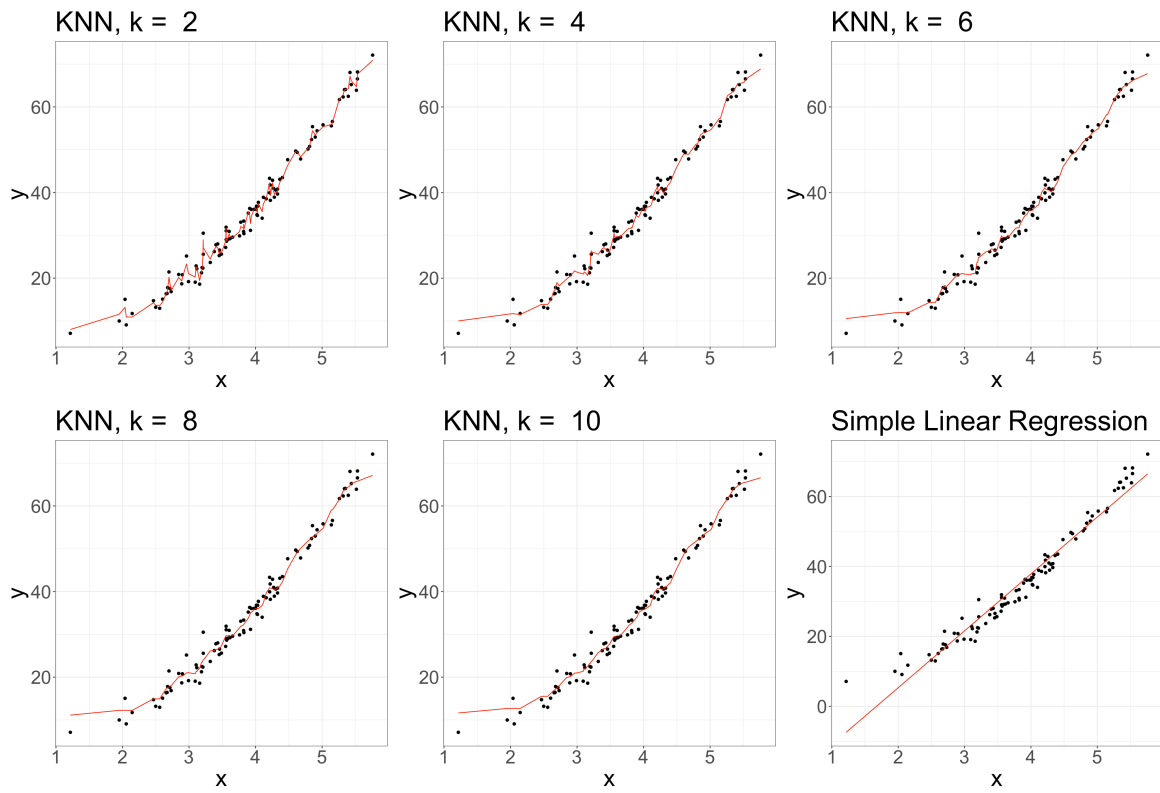 KNN, k =  2
60
40
20
y
1 2 3 4 5
x
KNN, k =  4
60
40
20
y
1 2 3 4 5
x
KNN, k =  6
60
40
20
y
1 2 3 4 5
x
KNN, k =  8
60
40
20
y
1 2 3 4 5
x
KNN, k =  10
60
40
20
y
1 2 3 4 5
x
Simple Linear Regression
60
40
20
0
y
1 2 3 4 5
x